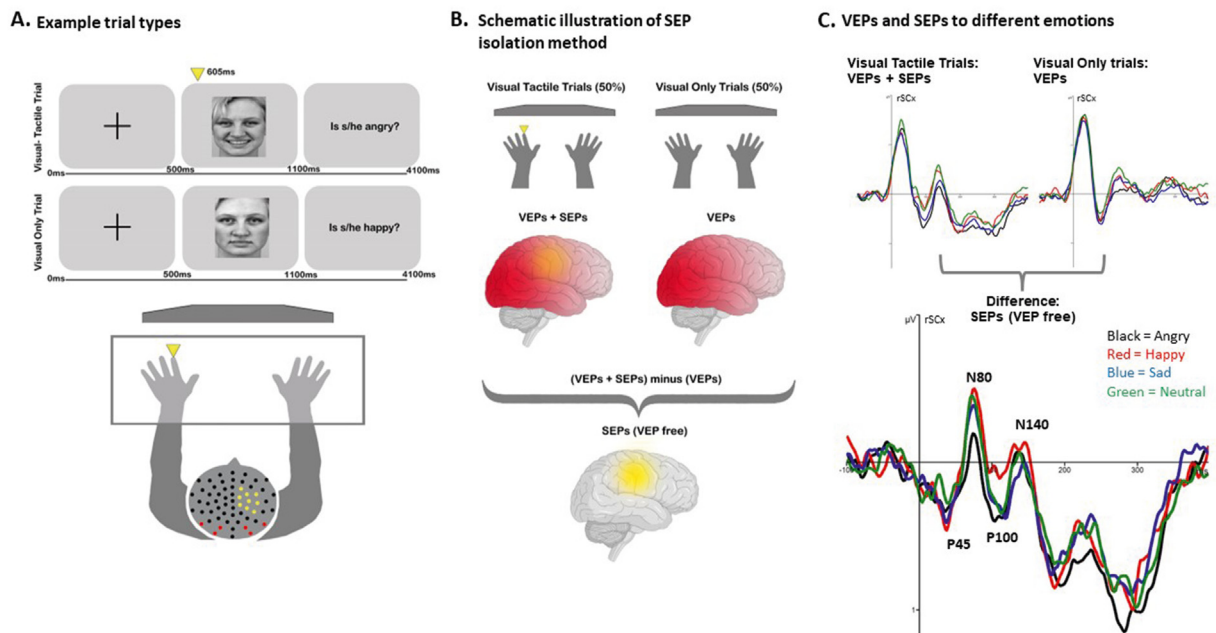 A. Example trial types
605ms
Visual- Tactile Trial
Is s/he angry?
0ms
500ms
1100ms
4100ms
Visual Only Trial
Is s/he happy?
0ms
500ms
1100ms
4100ms
B. Schematic illustration of SEP
isolation method
Visual Tactile Trials (50%)
Visual Only Trials (50%)
VEPs + SEPs
VEPs
(VEPs + SEPs) minus (VEPs)
SEPs (VEP free)
C. VEPs and SEPs to different emotions
Visual Tactile Trials:
VEPs + SEPs
Visual Only trials:
VEPs
rSCx
rSCx
Difference:
SEPs (VEP free)
µV
rSCx
Black = Angry
Red = Happy
Blue = Sad
Green = Neutral
N80
N140
-100
200
300
P45
P100
1